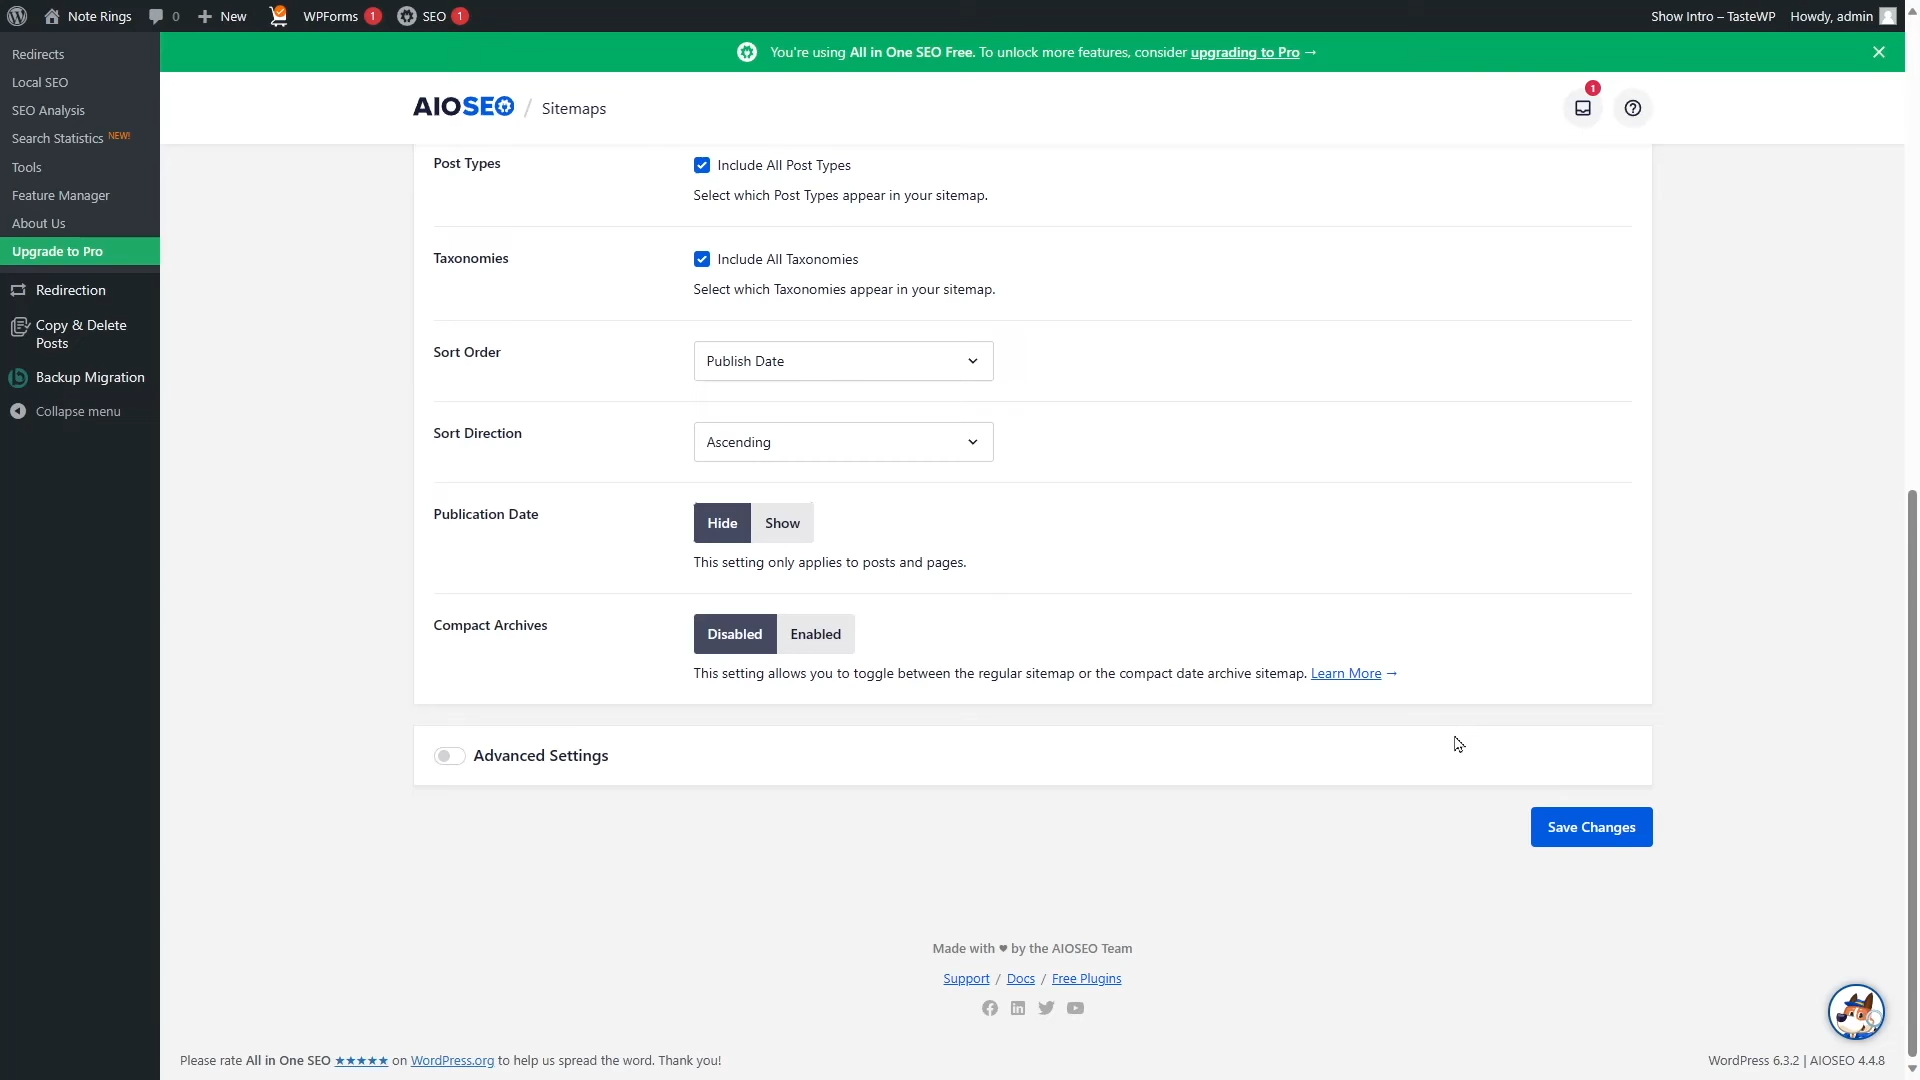 Note Rings
0
New
WPForms 1
SEO 1
Show Intro – TasteWP
Howdy, admin
Redirects
Local SEO
SEO Analysis
Search Statistics NEW!
Tools
Feature Manager
About Us
Upgrade to Pro
Redirection
Copy & Delete
Posts
Backup Migration
Collapse menu
You're using All in One SEO Free. To unlock more features, consider upgrading to Pro →
AIOSEO / Sitemaps
1
Post Types
Include All Post Types
Select which Post Types appear in your sitemap.
Taxonomies
Include All Taxonomies
Select which Taxonomies appear in your sitemap.
Sort Order
Publish Date
Sort Direction
Ascending
Publication Date
Hide Show
This setting only applies to posts and pages.
Compact Archives
Disabled Enabled
This setting allows you to toggle between the regular sitemap or the compact date archive sitemap. Learn More →
Advanced Settings
Save Changes
Made with ♥ by the AIOSEO Team
Support / Docs / Free Plugins
Please rate All in One SEO ★★★★★ on WordPress.org to help us spread the word. Thank you!
WordPress 6.3.2 | AIOSEO 4.4.8